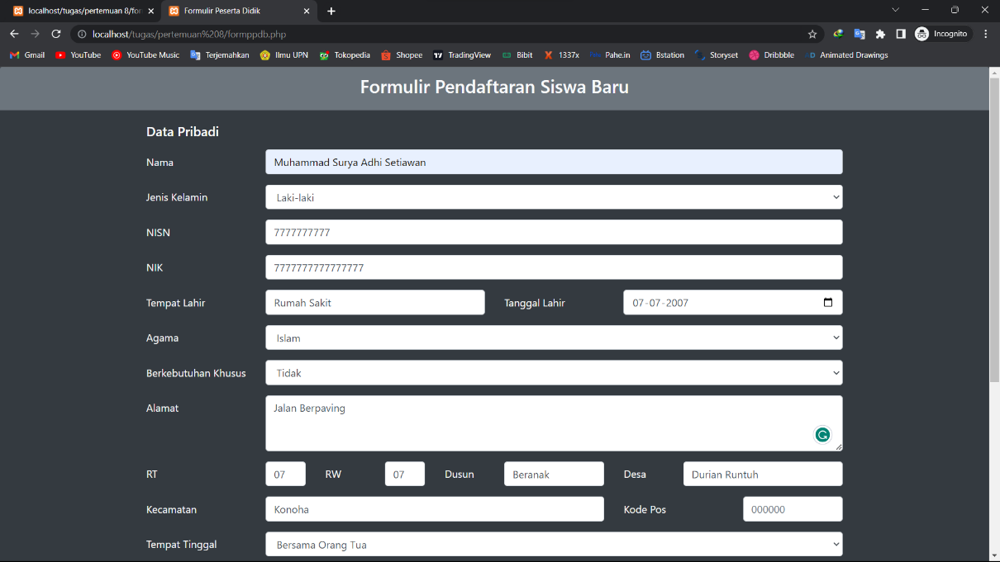 localhost/tugas/pertemuan 8/for
Formulir Peserta Didik
localhost/tugas/pertemuan%208/formppdb.php
Incognito
Gmail YouTube YouTube Music Terjemahkan Ilmu UPN Tokopedia Shopee TradingView Bibit 1337x Pahe.in Bstation Storyset Dribbble Animated Drawings
Formulir Pendaftaran Siswa Baru
Data Pribadi
Nama Muhammad Surya Adhi Setiawan
Jenis Kelamin Laki-laki
NISN 7777777777
NIK 7777777777777777
Tempat Lahir Rumah Sakit Tanggal Lahir 07-07-2007
Agama Islam
Berkebutuhan Khusus Tidak
Alamat Jalan Berpaving
RT 07 RW 07 Dusun Beranak Desa Durian Runtuh
Kecamatan Konoha Kode Pos 000000
Tempat Tinggal Bersama Orang Tua